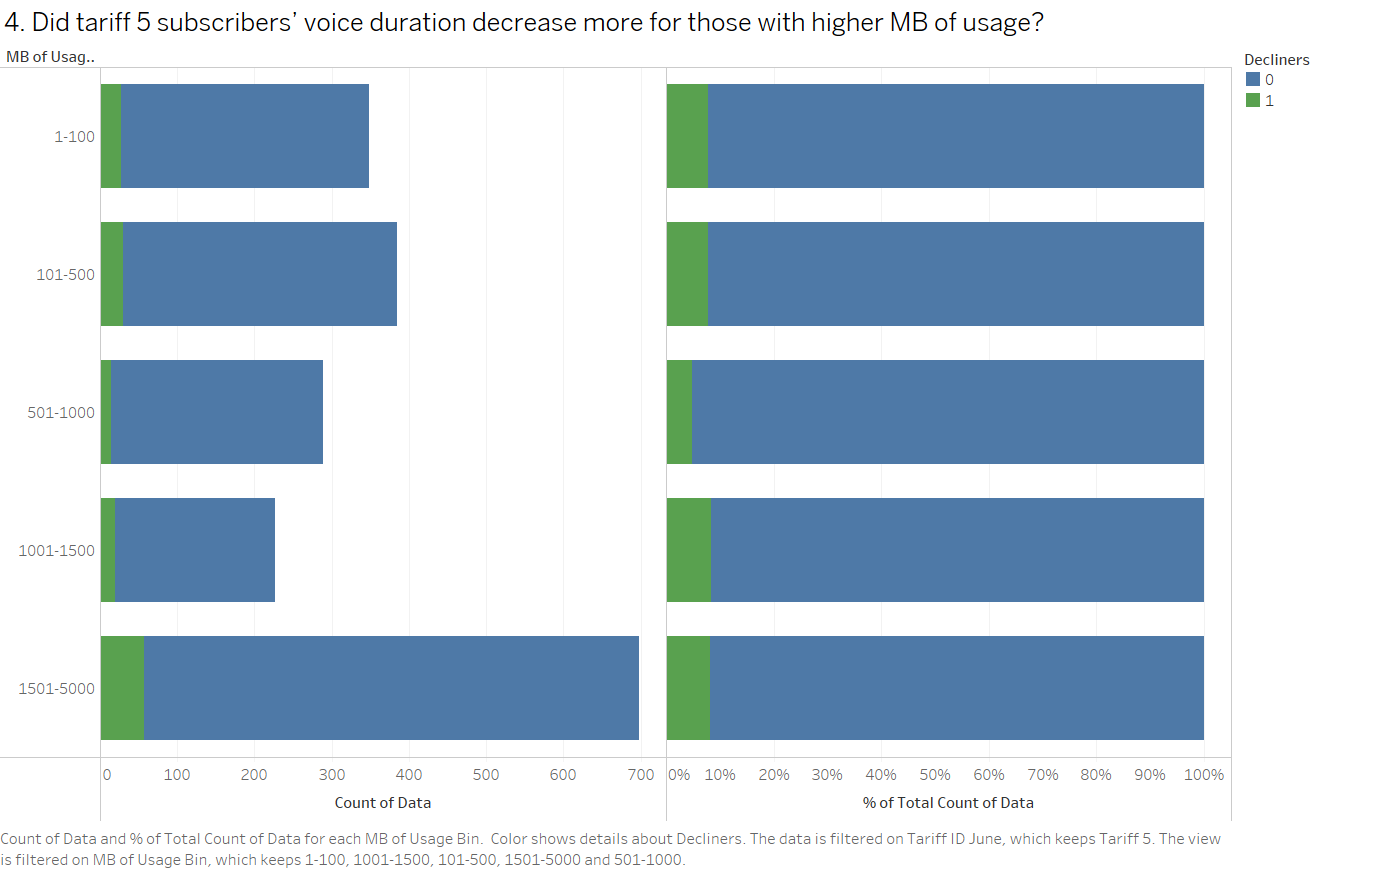 4. Did tariff 5 subscribers’ voice duration decrease more for those with higher MB of usage?
MB of Usag..
Decliners
0
1
1-100
101-500
501-1000
1001-1500
1501-5000
0 100 200 300 400 500 600 700
0% 10% 20% 30% 40% 50% 60% 70% 80% 90% 100%
Count of Data
% of Total Count of Data
Count of Data and % of Total Count of Data for each MB of Usage Bin.  Color shows details about Decliners. The data is filtered on Tariff ID June, which keeps Tariff 5. The view
is filtered on MB of Usage Bin, which keeps 1-100, 1001-1500, 101-500, 1501-5000 and 501-1000.